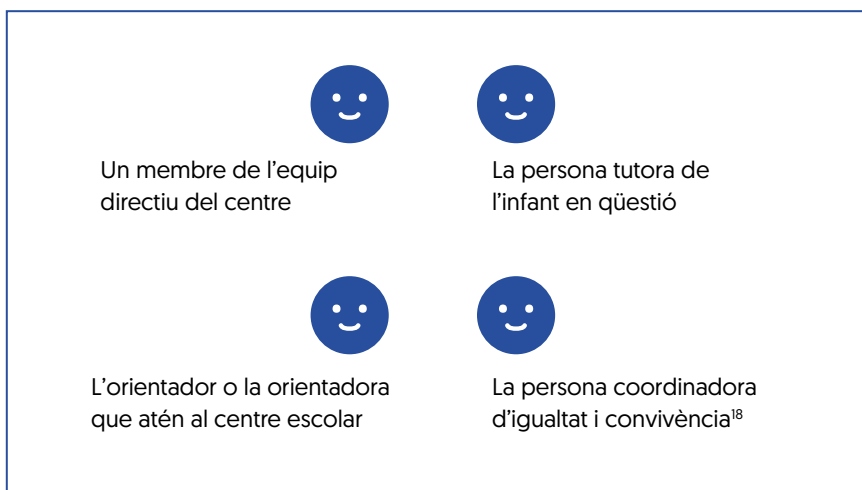 Un membre de l’equip
directiu del centre
La persona tutora de
l’infant en qüestió
L’orientador o la orientadora
que atén al centre escolar
La persona coordinadora
d’igualtat i convivència¹⁸